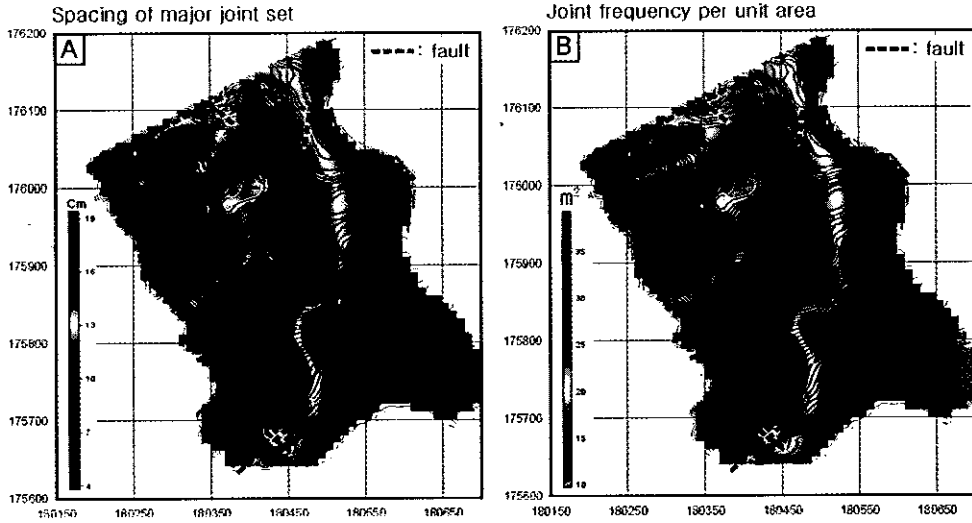 Spacing of major joint set
A
: fault
176200
176100
176000
175900
175800
175700
175600
Cm
19
16
13
10
7
4
180150 180250 180350 180450 180550 180650
Joint frequency per unit area
B
: fault
176200
176100
176000
175900
175800
175700
175600
m²
35
30
25
20
15
10
180150 180250 180350 180450 180550 180650